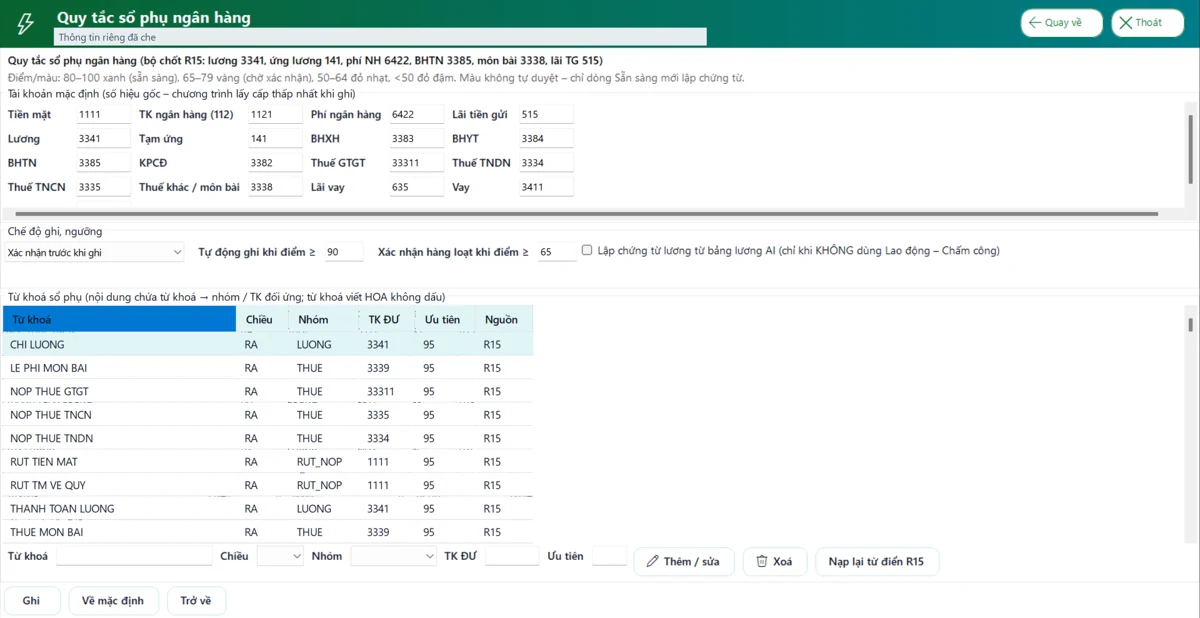 Quy tắc sổ phụ ngân hàng
Thông tin riêng đã che
Quay về
Thoát
Quy tắc sổ phụ ngân hàng (bộ chốt R15: lương 3341, ứng lương 141, phí NH 6422, BHTN 3385, môn bài 3338, lãi TG 515)
Điểm/màu: 80–100 xanh (sẵn sàng), 65–79 vàng (chờ xác nhận), 50–64 đỏ nhạt, <50 đỏ đậm. Màu không tự duyệt – chỉ dòng Sẵn sàng mới lập chứng từ.
Tài khoản mặc định (số hiệu gốc – chương trình lấy cấp thấp nhất khi ghi)
Tiền mặt 1111 TK ngân hàng (112) 1121 Phí ngân hàng 6422 Lãi tiền gửi 515
Lương 3341 Tạm ứng 141 BHXH 3383 BHYT 3384
BHTN 3385 KPCĐ 3382 Thuế GTGT 33311 Thuế TNDN 3334
Thuế TNCN 3335 Thuế khác / môn bài 3338 Lãi vay 635 Vay 3411
Chế độ ghi, ngưỡng
Xác nhận trước khi ghi Tự động ghi khi điểm ≥ 90 Xác nhận hàng loạt khi điểm ≥ 65 Lập chứng từ lương từ bảng lương AI (chỉ khi KHÔNG dùng Lao động – Chấm công)
Từ khoá sổ phụ (nội dung chứa từ khoá → nhóm / TK đối ứng; từ khoá viết HOA không dấu)
Từ khoá Chiều Nhóm TK ĐƯ Ưu tiên Nguồn
CHI LUONG RA LUONG 3341 95 R15
LE PHI MON BAI RA THUE 3339 95 R15
NOP THUE GTGT RA THUE 33311 95 R15
NOP THUE TNCN RA THUE 3335 95 R15
NOP THUE TNDN RA THUE 3334 95 R15
RUT TIEN MAT RA RUT_NOP 1111 95 R15
RUT TM VE QUY RA RUT_NOP 1111 95 R15
THANH TOAN LUONG RA LUONG 3341 95 R15
THUE MON BAI RA THUE 3339 95 R15
Từ khoá Chiều Nhóm TK ĐƯ Ưu tiên Thêm / sửa Xoá Nạp lại từ điển R15
Ghi Về mặc định Trở về